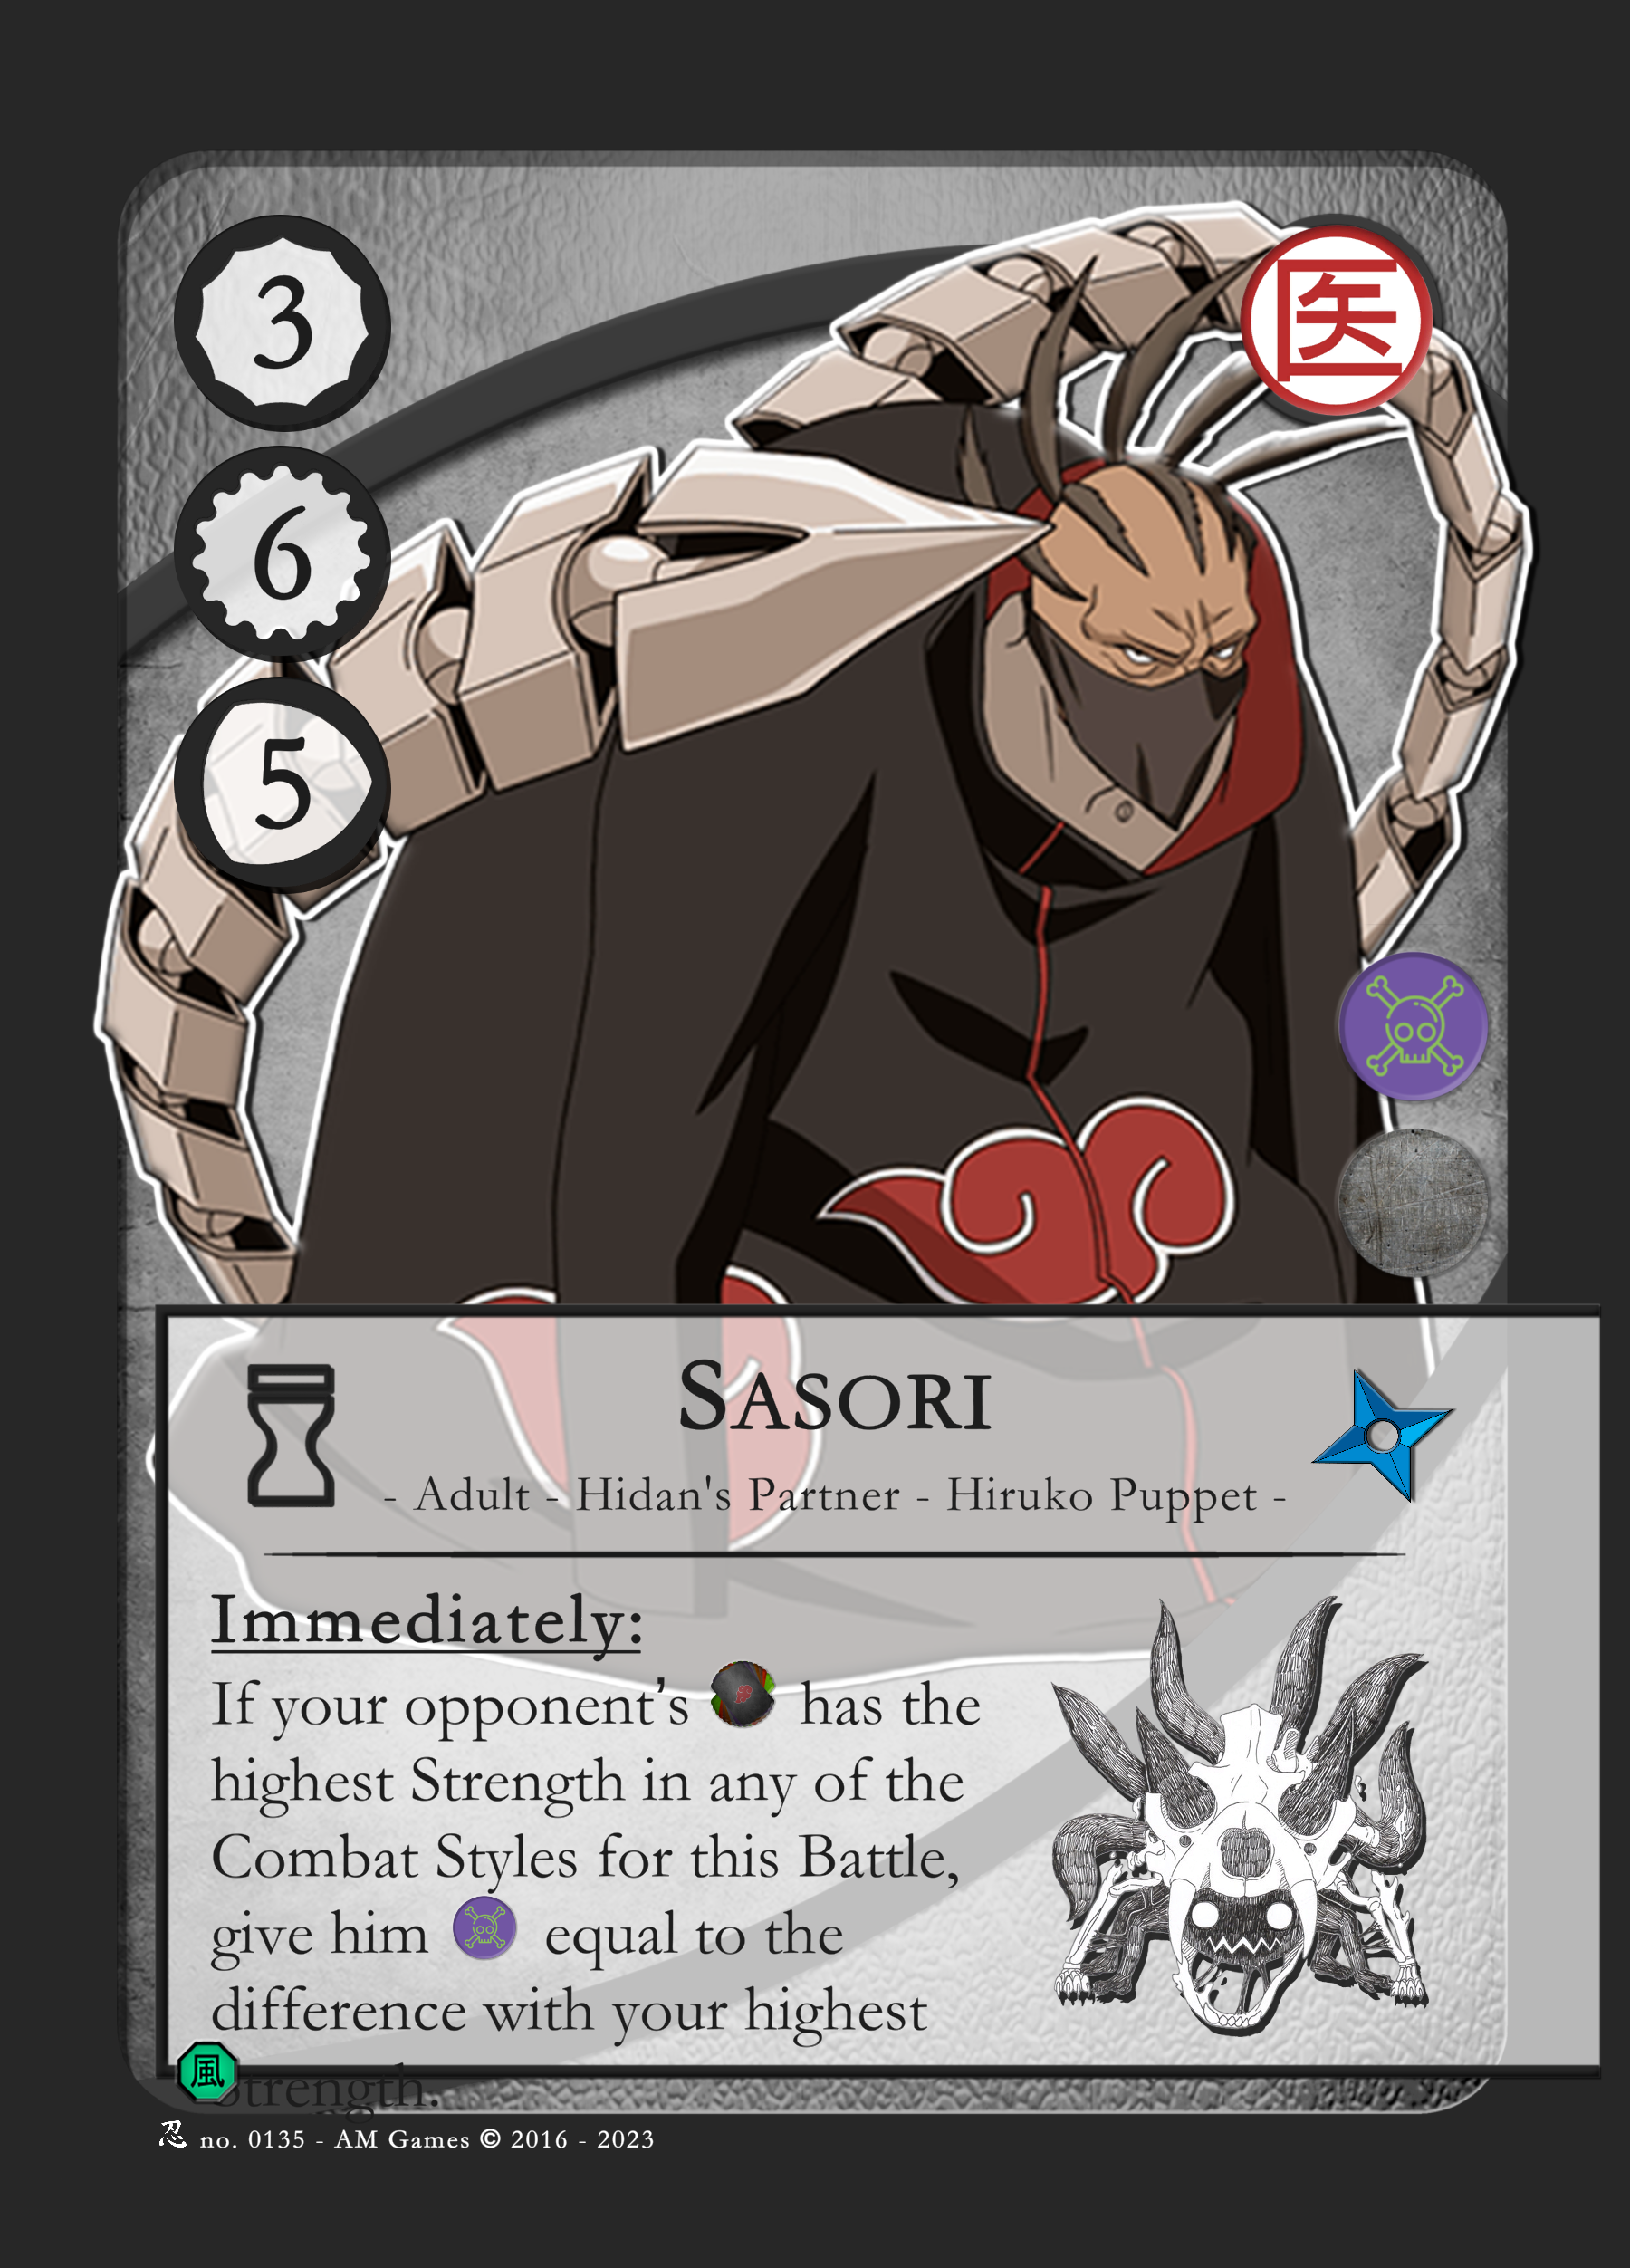 3
医
6
5
Sasori
- Adult - Hidan's Partner - Hiruko Puppet -
Immediately:
If your opponent's has the
highest Strength in any of the
Combat Styles for this Battle,
give him equal to the
difference with your highest
風 Strength.
忍 no. 0135 - AM Games © 2016 - 2023